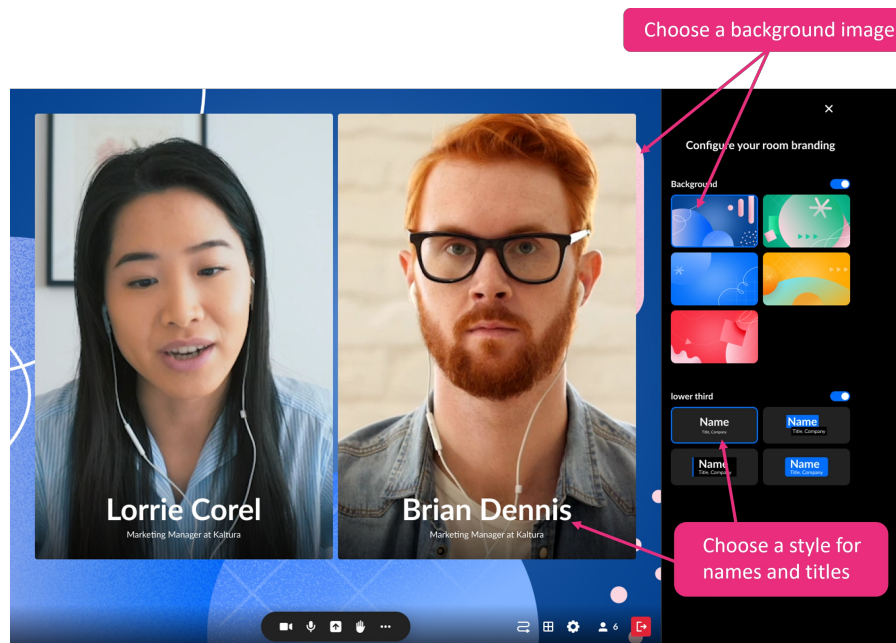 Choose a background image
Configure your room branding
Background
lower third
Name
Title, Company
Name
Title, Company
Name
Title, Company
Name
Title, Company
Lorrie Corel
Marketing Manager at Kaltura
Brian Dennis
Marketing Manager at Kaltura
Choose a style for
names and titles
6